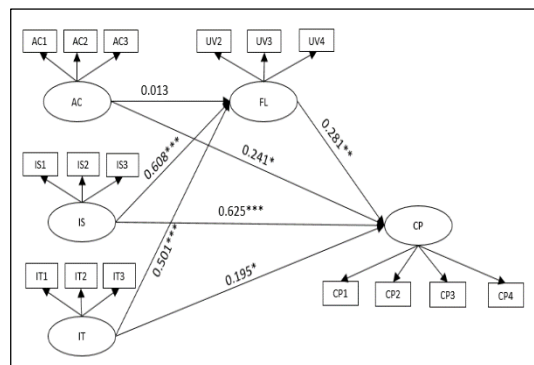 AC1 AC2 AC3
UV2 UV3 UV4
0.013
AC
FL
0.281**
0.241*
0.608***
IS1 IS2 IS3
0.625***
IS
CP
0.501***
0.195*
IT1 IT2 IT3
CP1 CP2 CP3 CP4
IT